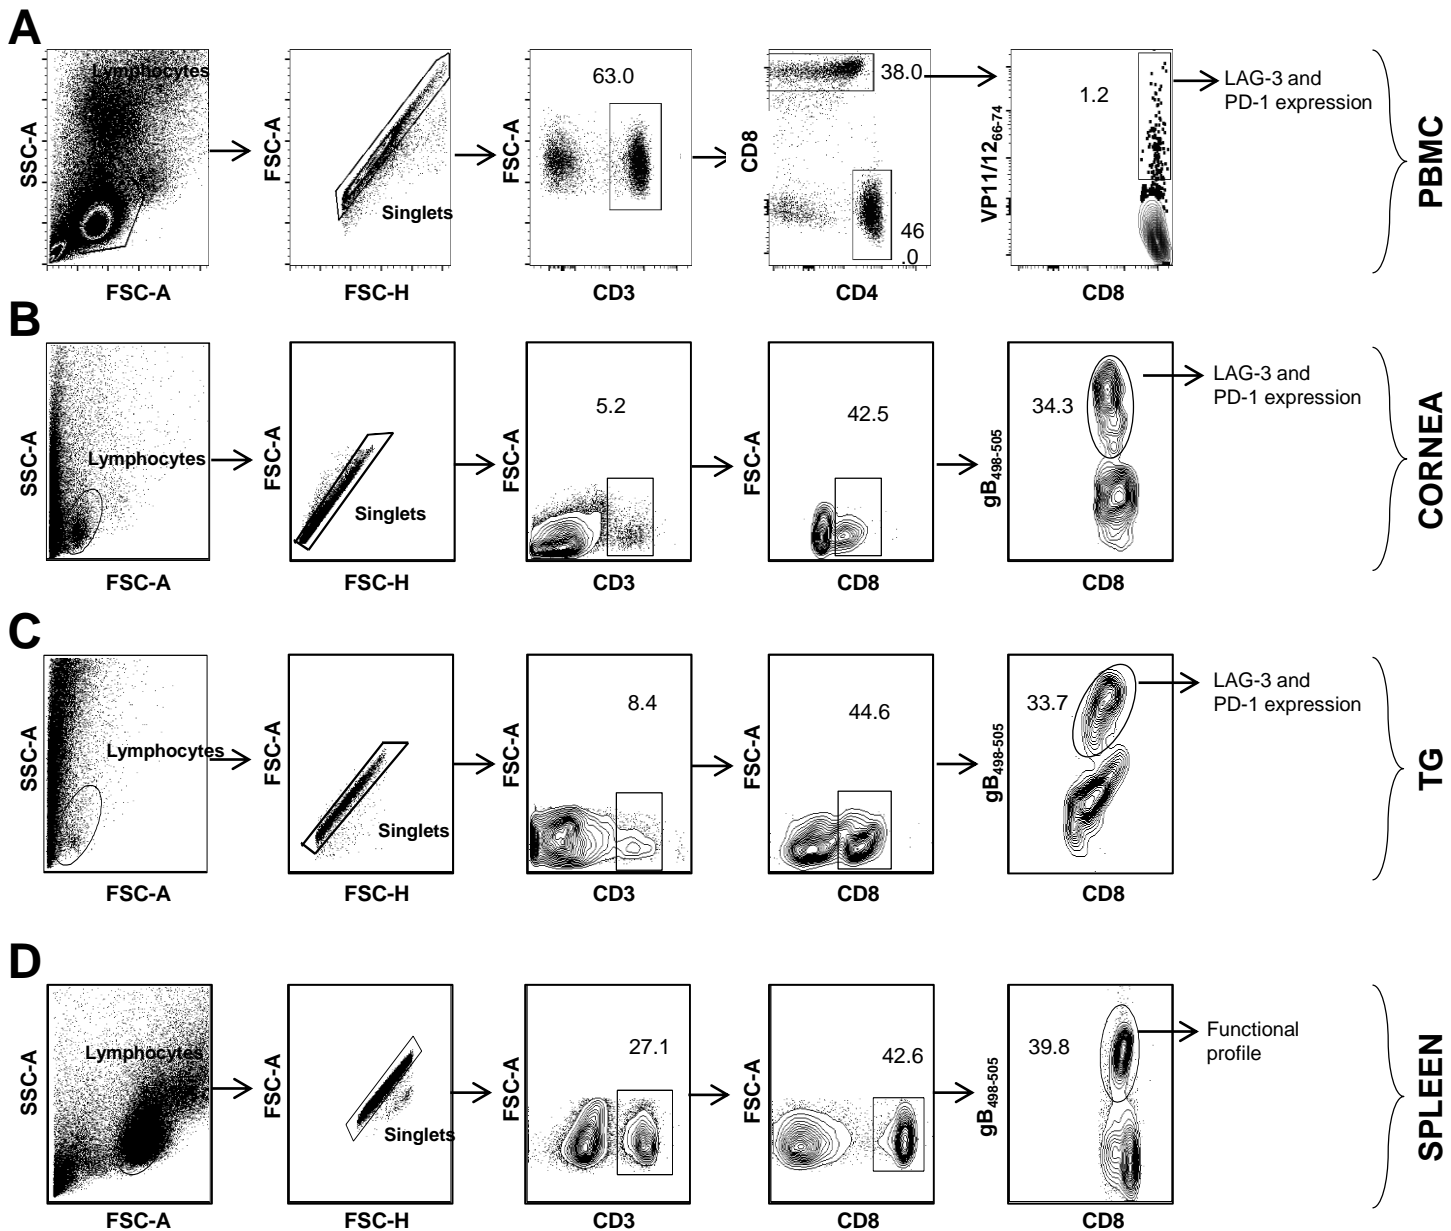 A
Lymphocytes
SSC-A
FSC-A
FSC-A
Singlets
FSC-H
63.0
FSC-A
CD3
38.0
46
.0
CD8
CD4
1.2
VP11/12 66-74
CD8
LAG-3 and
PD-1 expression
PBMC
B
Lymphocytes
SSC-A
FSC-A
FSC-A
Singlets
FSC-H
5.2
FSC-A
CD3
42.5
FSC-A
CD8
34.3
gB 498-505
CD8
LAG-3 and
PD-1 expression
CORNEA
C
Lymphocytes
SSC-A
FSC-A
FSC-A
Singlets
FSC-H
8.4
FSC-A
CD3
44.6
FSC-A
CD8
33.7
gB 498-505
CD8
LAG-3 and
PD-1 expression
TG
D
Lymphocytes
SSC-A
FSC-A
FSC-A
Singlets
FSC-H
27.1
FSC-A
CD3
42.6
FSC-A
CD8
39.8
gB 498-505
CD8
Functional
profile
SPLEEN